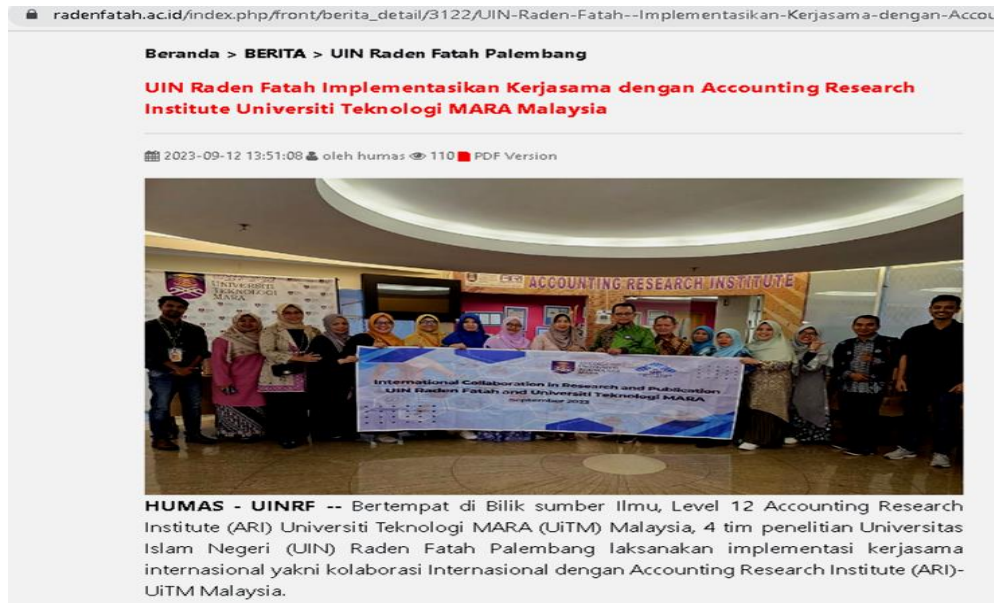 radenfatah.ac.id/index.php/front/berita_detail/3122/UIN-Raden-Fatah--Implementasikan-Kerjasama-dengan-Accou
Beranda > BERITA > UIN Raden Fatah Palembang
UIN Raden Fatah Implementasikan Kerjasama dengan Accounting Research
Institute Universiti Teknologi MARA Malaysia
2023-09-12 13:51:08 oleh humas 110 PDF Version
UNIVERSITI
TEKNOLOGI
MARA
ACCOUNTING RESEARCH INSTITUTE
International Collaboration in Research and Publication
UIN Raden Fatah and Universiti Teknologi MARA
September 2023
HUMAS - UINRF -- Bertempat di Bilik sumber Ilmu, Level 12 Accounting Research
Institute (ARI) Universiti Teknologi MARA (UiTM) Malaysia, 4 tim penelitian Universitas
Islam Negeri (UIN) Raden Fatah Palembang laksanakan implementasi kerjasama
internasional yakni kolaborasi Internasional dengan Accounting Research Institute (ARI)-
UiTM Malaysia.